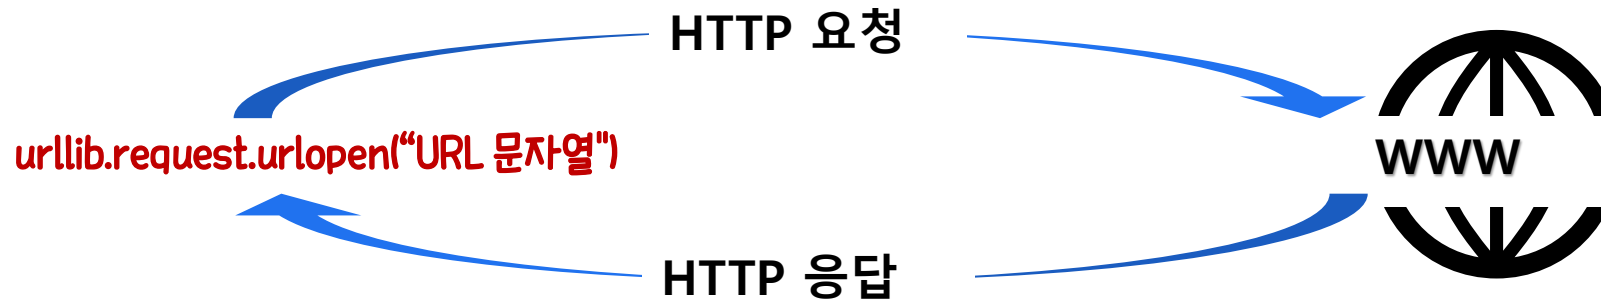 HTTP 요청
urllib.request.urlopen(“URL 문자열")
WWW
HTTP 응답